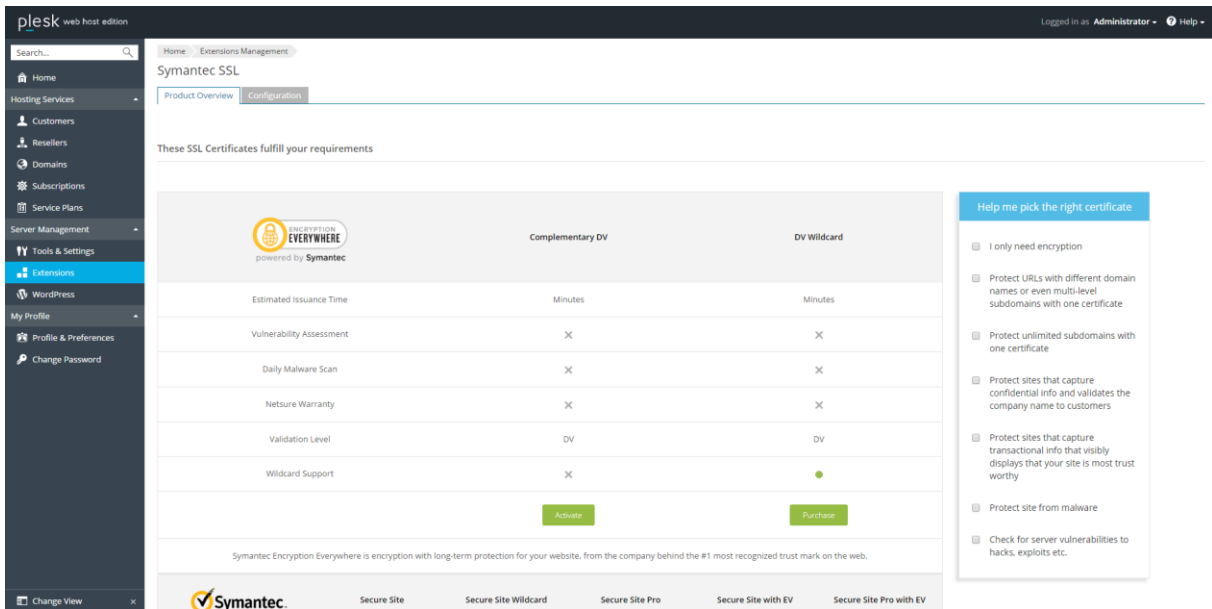 plesk web host edition
Logged in as Administrator
Help
Search...
Home
Hosting Services
Customers
Resellers
Domains
Subscriptions
Service Plans
Server Management
Tools & Settings
Extensions
WordPress
My Profile
Profile & Preferences
Change Password
Change View
Home
Extensions Management
Symantec SSL
Product Overview
Configuration
These SSL Certificates fulfill your requirements
ENCRYPTION
EVERYWHERE
powered by Symantec
Complementary DV
DV Wildcard
Estimated Issuance Time
Minutes
Minutes
Vulnerability Assessment
Daily Malware Scan
Netsure Warranty
Validation Level
DV
DV
Wildcard Support
Activate
Purchase
Symantec Encryption Everywhere is encryption with long-term protection for your website, from the company behind the #1 most recognized trust mark on the web.
Symantec.
Secure Site
Secure Site Wildcard
Secure Site Pro
Secure Site with EV
Secure Site Pro with EV
Help me pick the right certificate
I only need encryption
Protect URLs with different domain
names or even multi-level
subdomains with one certificate
Protect unlimited subdomains with
one certificate
Protect sites that capture
confidential info and validates the
company name to customers
Protect sites that capture
transactional info that visibly
displays that your site is most trust
worthy
Protect site from malware
Check for server vulnerabilities to
hacks, exploits etc.